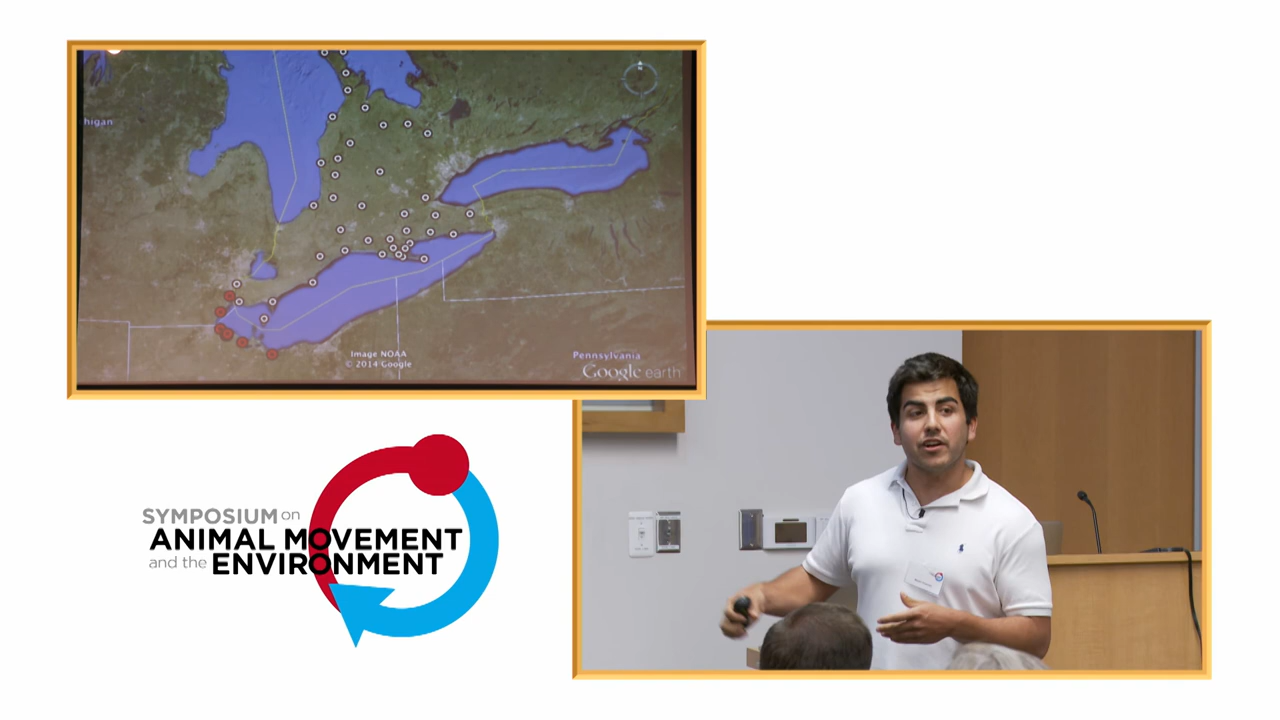 higan
Image NOAA
© 2014 Google
Pennsylvania
Google earth
SYMPOSIUM on
ANIMAL MOVEMENT
and the ENVIRONMENT